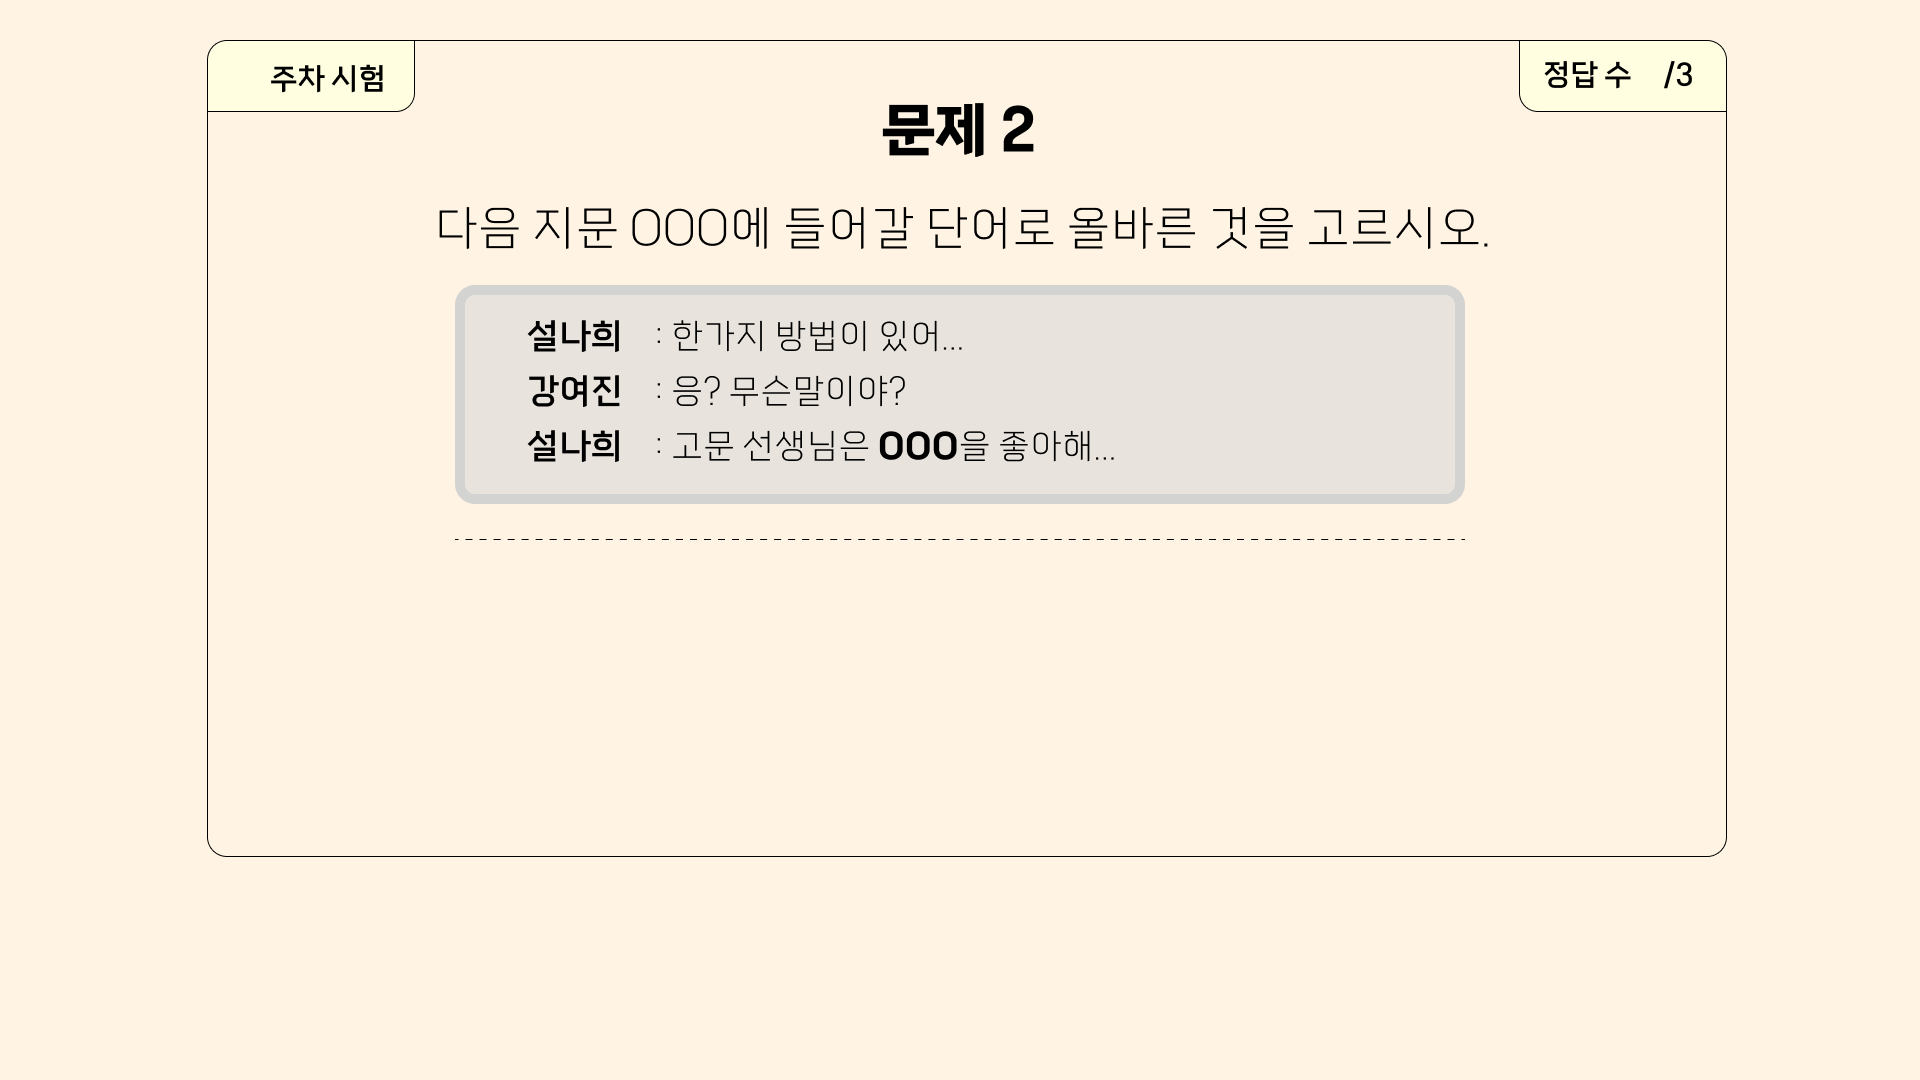 주차 시험
정답 수 /3
문제 2
다음 지문 OOO에 들어갈 단어로 올바른 것을 고르시오.
설나희 : 한가지 방법이 있어...
강여진 : 응? 무슨말이야?
설나희 : 고문 선생님은 OOO을 좋아해...